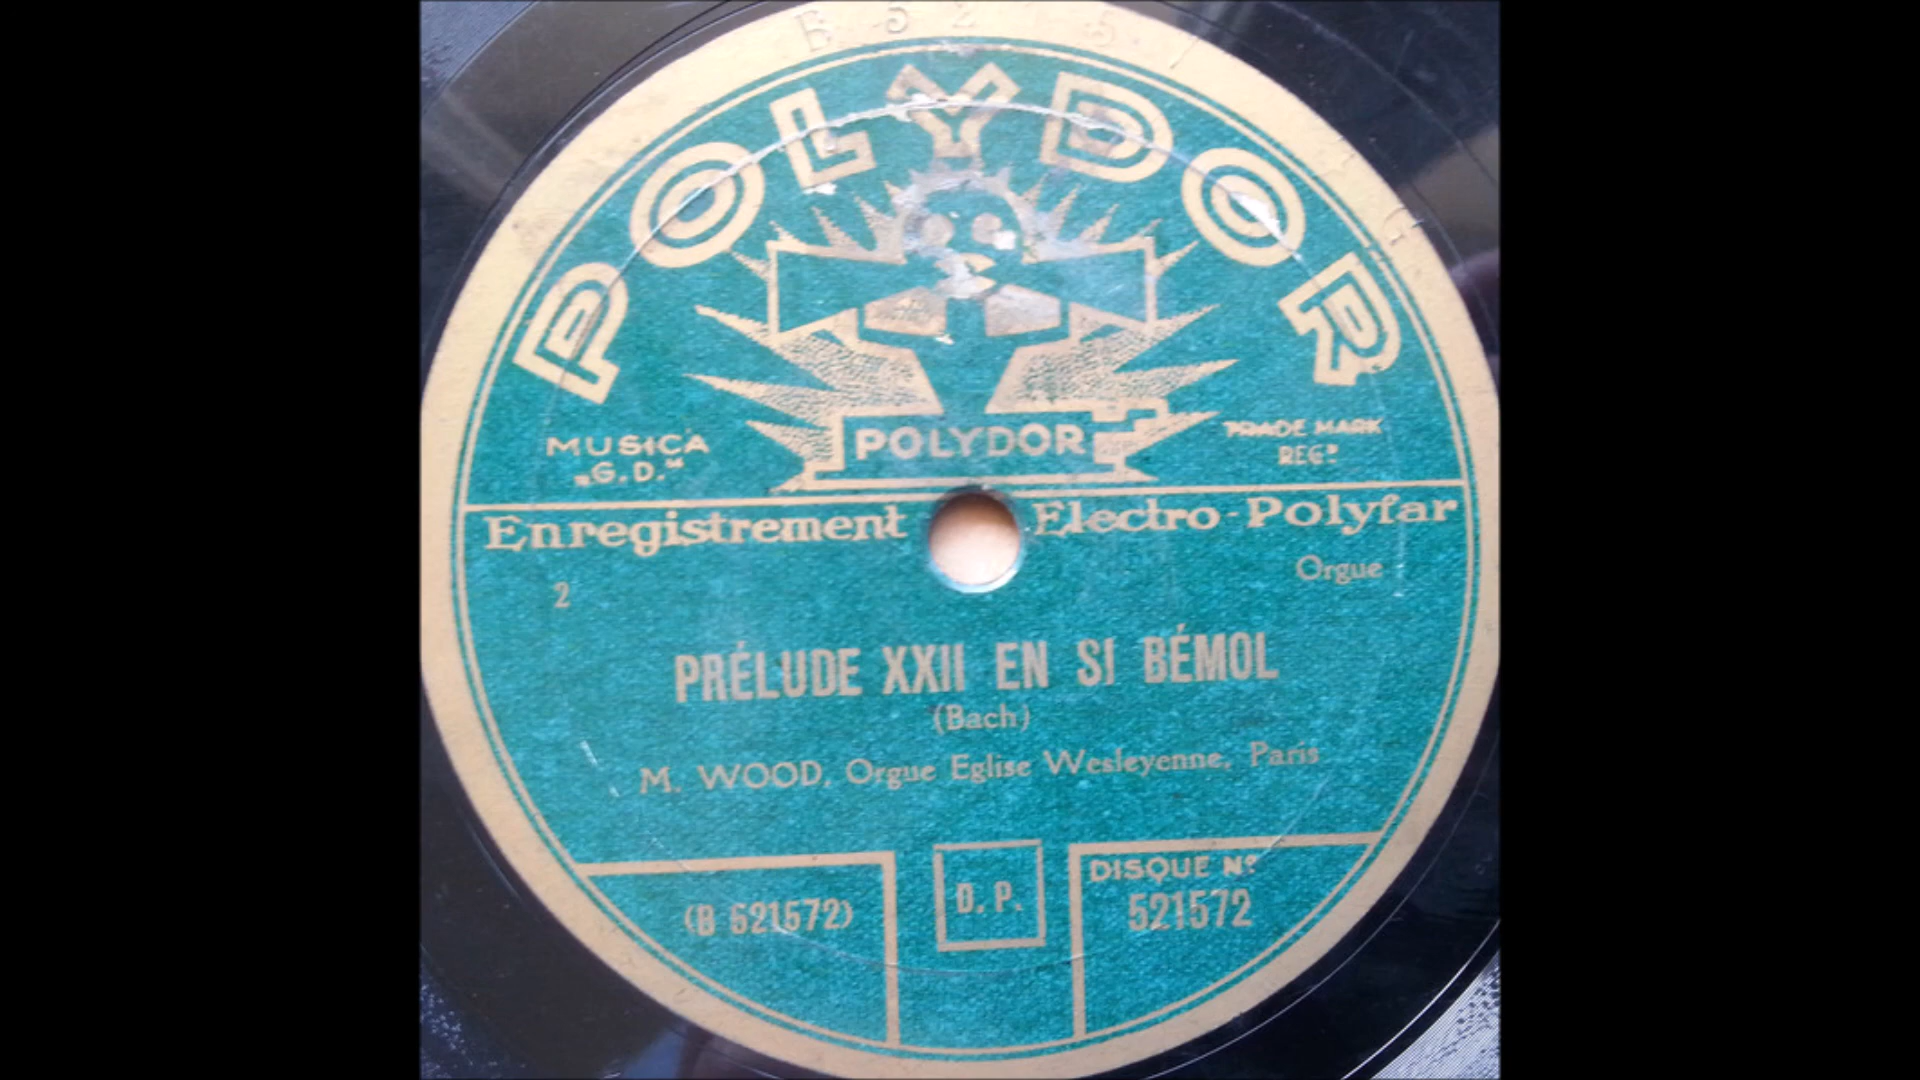 POLYDOR
POLYDOR
MUSICA
„G.D.“
TRADE MARK
REGD
Enregistrement Electro-Polyfar
2
Orgue
PRÉLUDE XXII EN SI BÉMOL
(Bach)
M. WOOD, Orgue Eglise Wesleyenne, Paris
(B 521572)
D. P.
DISQUE No
521572